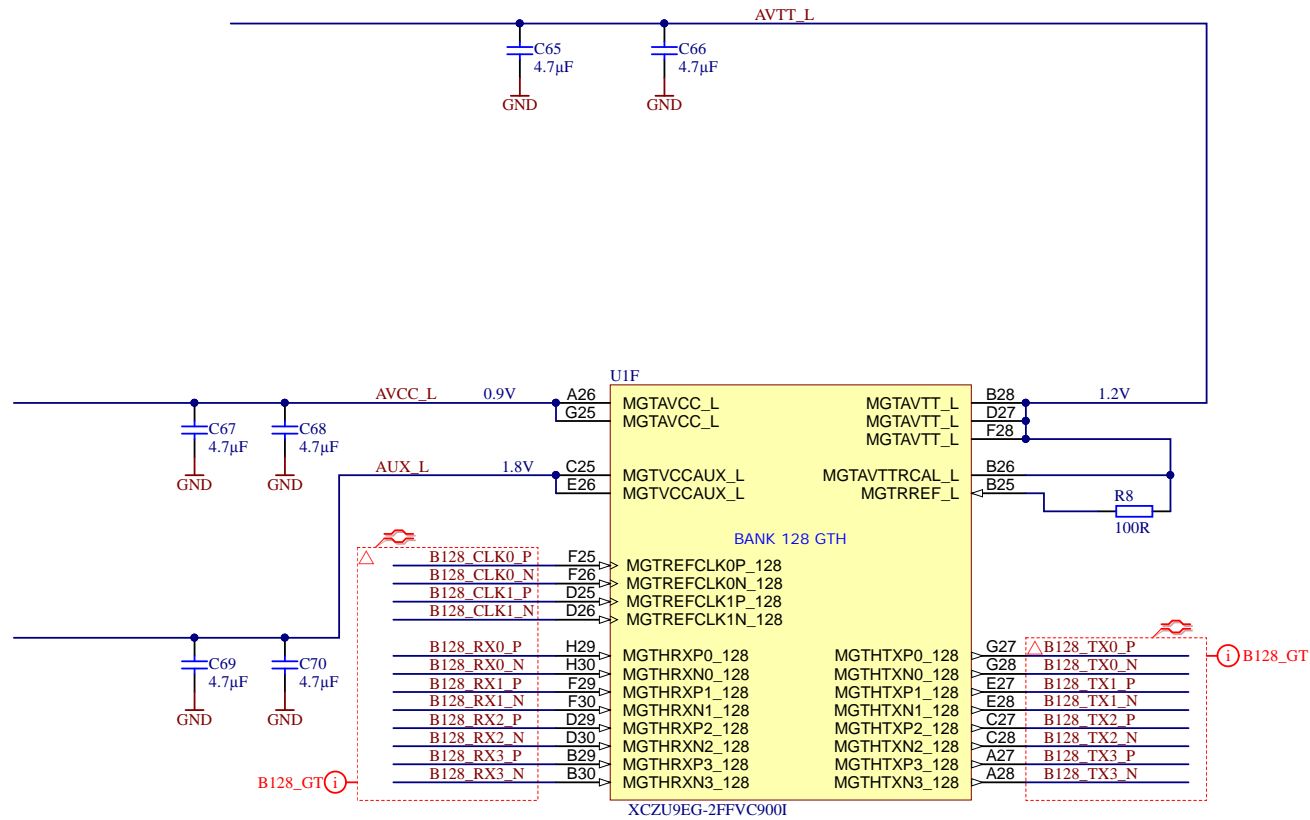 AVTT_L
C65
4.7µF
GND
C66
4.7µF
GND
U1F
AVCC_L 0.9V A26 MGTAVCC_L
G25 MGTAVCC_L
MGTAVTT_L B28 1.2V
MGTAVTT_L D27
MGTAVTT_L F28
C67
4.7µF
GND
C68
4.7µF
GND
AUX_L 1.8V C25 MGTVCCAUX_L
E26 MGTVCCAUX_L
MGTAVTTRCAL_L B26
MGTRREF_L B25
R8
100R
BANK 128 GTH
B128_CLK0_P F25 MGTREFCLK0P_128
B128_CLK0_N F26 MGTREFCLK0N_128
B128_CLK1_P D25 MGTREFCLK1P_128
B128_CLK1_N D26 MGTREFCLK1N_128
C69
4.7µF
GND
C70
4.7µF
GND
B128_RX0_P H29 MGTHRXP0_128
B128_RX0_N H30 MGTHRXN0_128
B128_RX1_P F29 MGTHRXP1_128
B128_RX1_N F30 MGTHRXN1_128
B128_RX2_P D29 MGTHRXP2_128
B128_RX2_N D30 MGTHRXN2_128
B128_RX3_P B29 MGTHRXP3_128
B128_RX3_N B30 MGTHRXN3_128
B128_GT i
MGTHTXP0_128 G27 B128_TX0_P
MGTHTXN0_128 G28 B128_TX0_N
MGTHTXP1_128 E27 B128_TX1_P
MGTHTXN1_128 E28 B128_TX1_N
MGTHTXP2_128 C27 B128_TX2_P
MGTHTXN2_128 C28 B128_TX2_N
MGTHTXP3_128 A27 B128_TX3_P
MGTHTXN3_128 A28 B128_TX3_N
i B128_GT
XCZU9EG-2FFVC900I